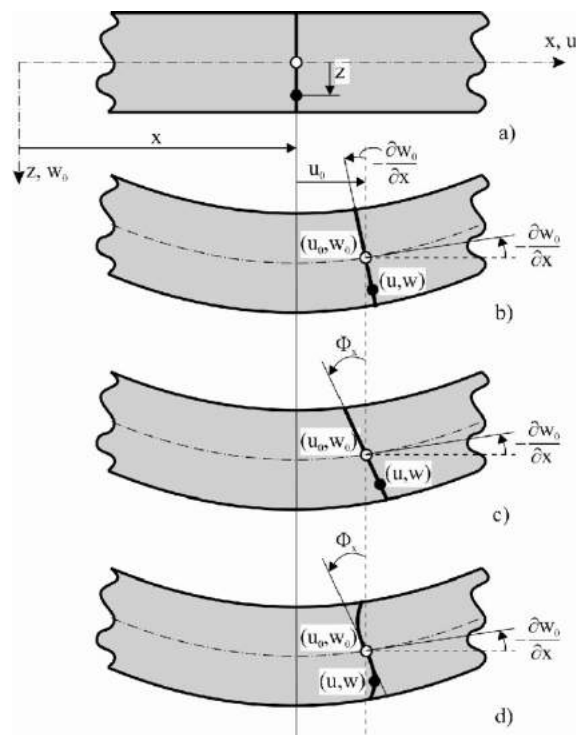 x, u
z
a)
x
z, w₀
u₀
-∂w₀/∂x
(u₀,w₀)
-∂w₀/∂x
(u,w)
b)
Φₓ
(u₀,w₀)
-∂w₀/∂x
(u,w)
c)
Φₓ
(u₀,w₀)
-∂w₀/∂x
(u,w)
d)